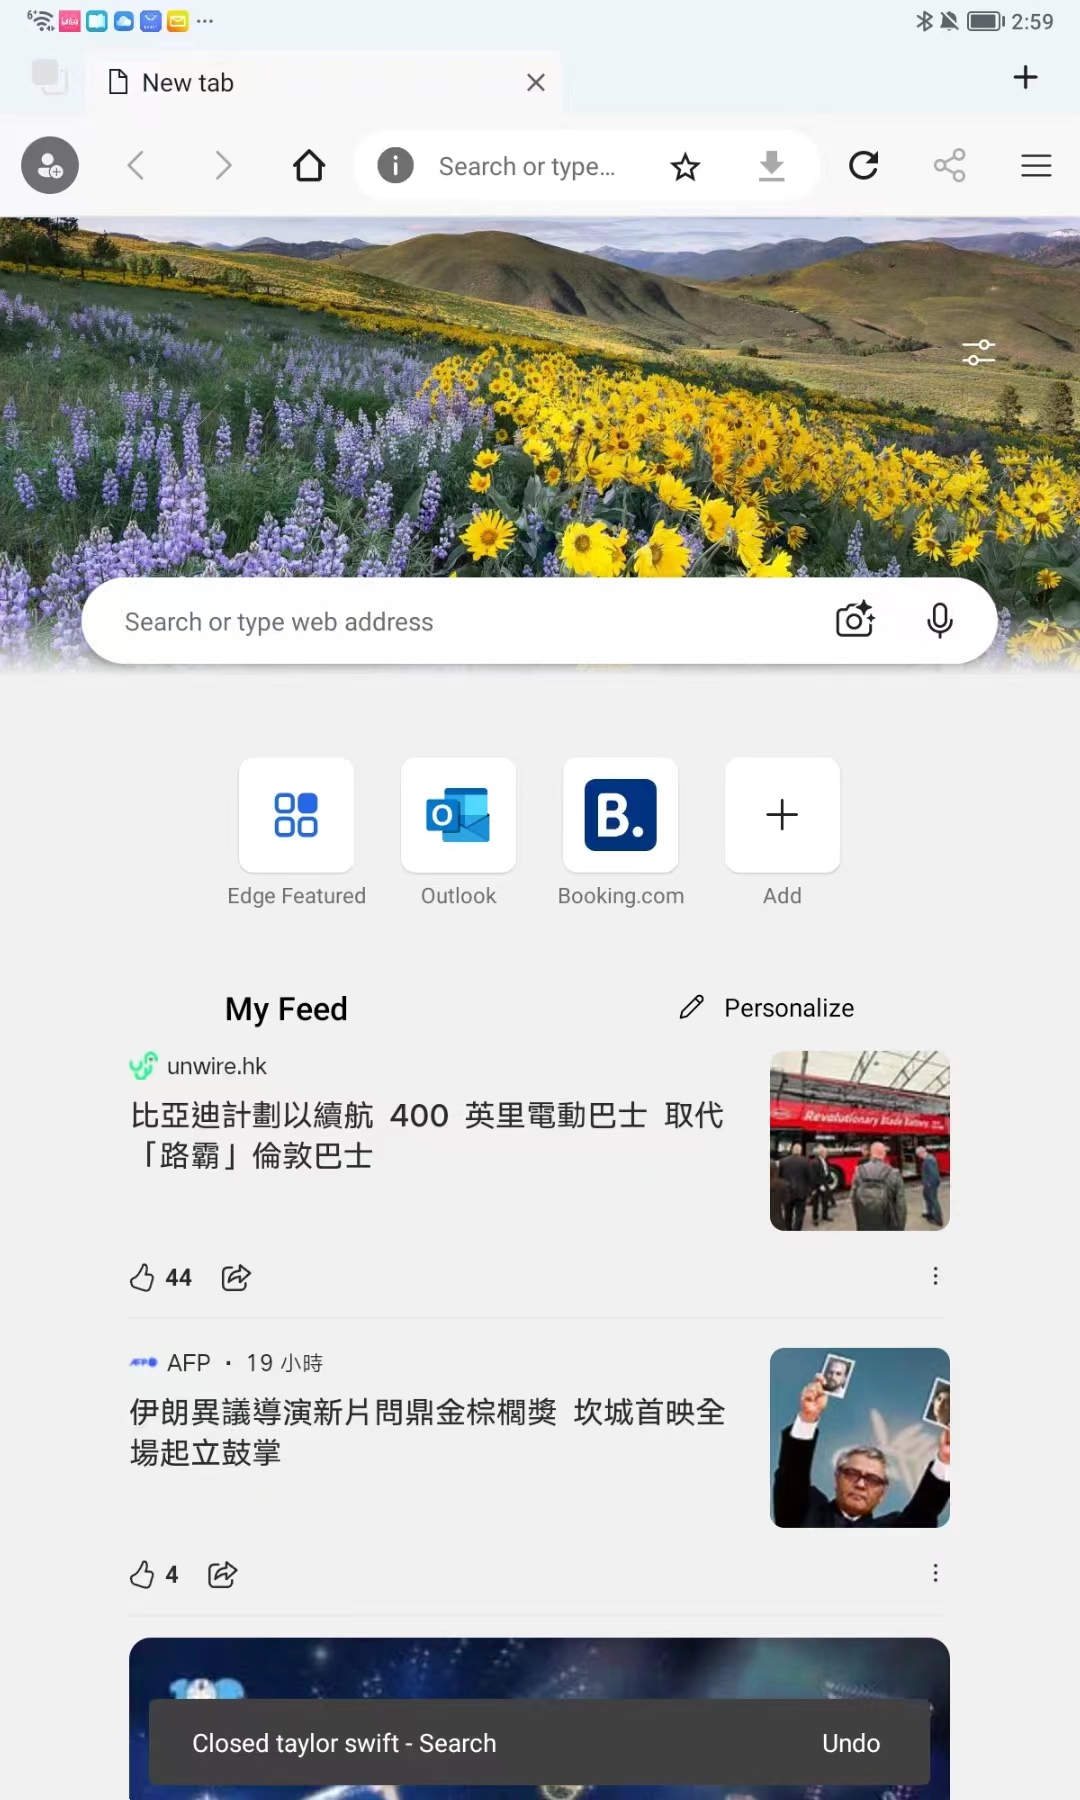 2:59
New tab
Search or type...
Search or type web address
Edge Featured
Outlook
Booking.com
Add
My Feed
Personalize
unwire.hk
比亞迪計劃以續航 400 英里電動巴士 取代
「路霸」倫敦巴士
Revolutionary Blade Battery
44
AFP · 19 小時
伊朗異議導演新片問鼎金棕櫚獎 坎城首映全
場起立鼓掌
4
Closed taylor swift - Search
Undo